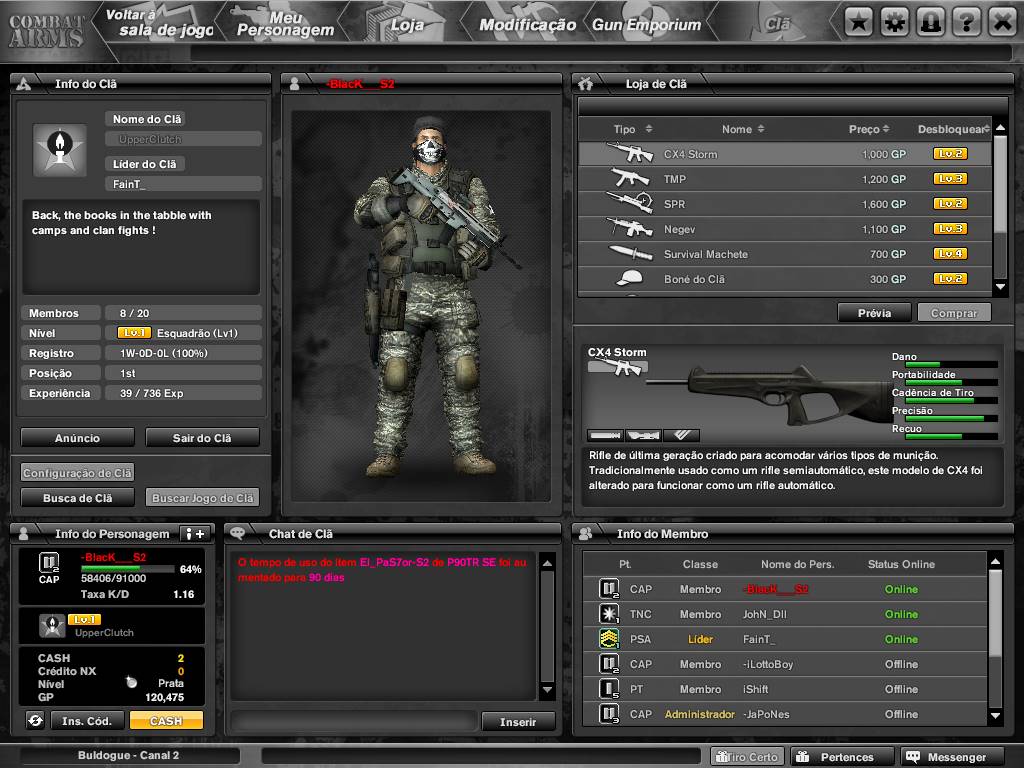 COMBAT
ARMS
Voltar à
sala de jogo
Meu
Personagem
Loja
Modificação
Gun Emporium
Clã
Info do Clã
Nome do Clã
UpperClutch
Líder do Clã
FainT_
Back, the books in the tabble with
camps and clan fights !
Membros 8 / 20
Nível Lv.1 Esquadrão (Lv1)
Registro 1W-0D-0L (100%)
Posição 1st
Experiência 39 / 736 Exp
Anúncio Sair do Clã
Configuração de Clã
Busca de Clã Buscar Jogo de Clã
-BlacK___S2
Loja de Clã
Tipo Nome Preço Desbloquear
CX4 Storm 1,000 GP Lv.2
TMP 1,200 GP Lv.3
SPR 1,600 GP Lv.2
Negev 1,100 GP Lv.3
Survival Machete 700 GP Lv.4
Boné do Clã 300 GP Lv.2
Prévia Comprar
CX4 Storm
Dano
Portabilidade
Cadência de Tiro
Precisão
Recuo
Rifle de última geração criado para acomodar vários tipos de munição.
Tradicionalmente usado como um rifle semiautomático, este modelo de CX4 foi
alterado para funcionar como um rifle automático.
Info do Personagem
-BlacK___S2
64%
CAP 58406/91000
Taxa K/D 1.16
Lv.1
UpperClutch
CASH 2
Crédito NX 0
Nível Prata
GP 120,475
Ins. Cód. CASH
Chat de Clã
O tempo de uso do item El_PaS7or-S2 de P90TR SE foi au
mentado para 90 dias
Inserir
Info do Membro
Pt. Classe Nome do Pers. Status Online
CAP Membro -BlacK___S2 Online
TNC Membro JohN_Dll Online
PSA Líder FainT_ Online
CAP Membro -iLottoBoy Offline
PT Membro iShift Offline
CAP Administrador -JaPoNes Offline
Buldogue - Canal 2
Tiro Certo Pertences Messenger